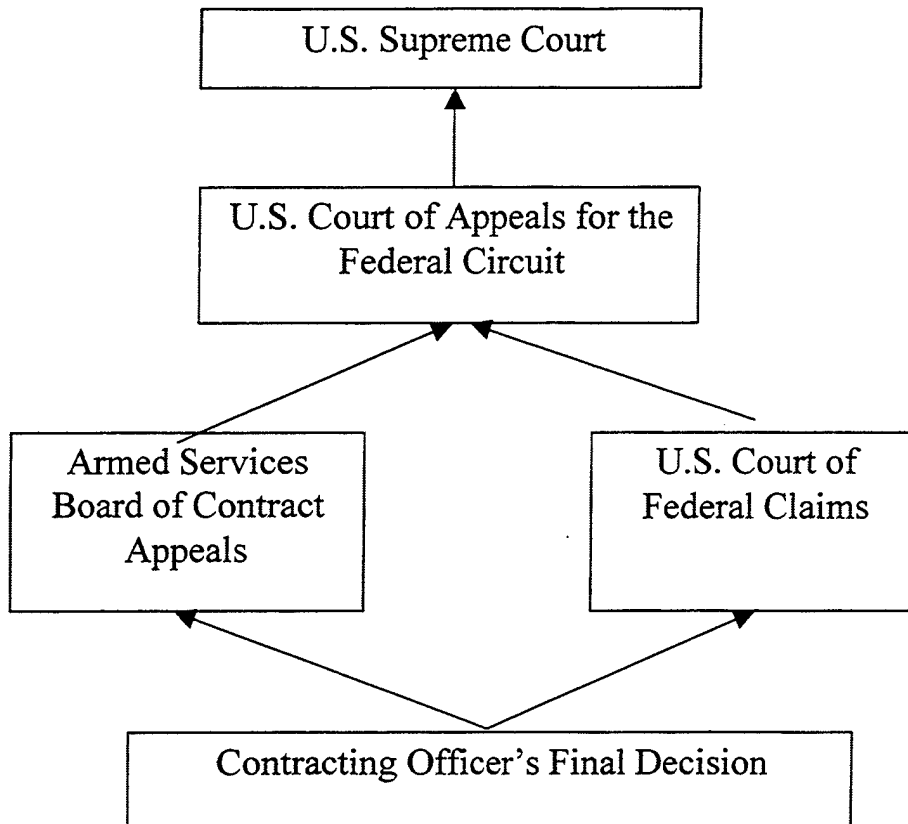 U.S. Supreme Court
U.S. Court of Appeals for the
Federal Circuit
Armed Services
Board of Contract
Appeals
U.S. Court of
Federal Claims
Contracting Officer's Final Decision